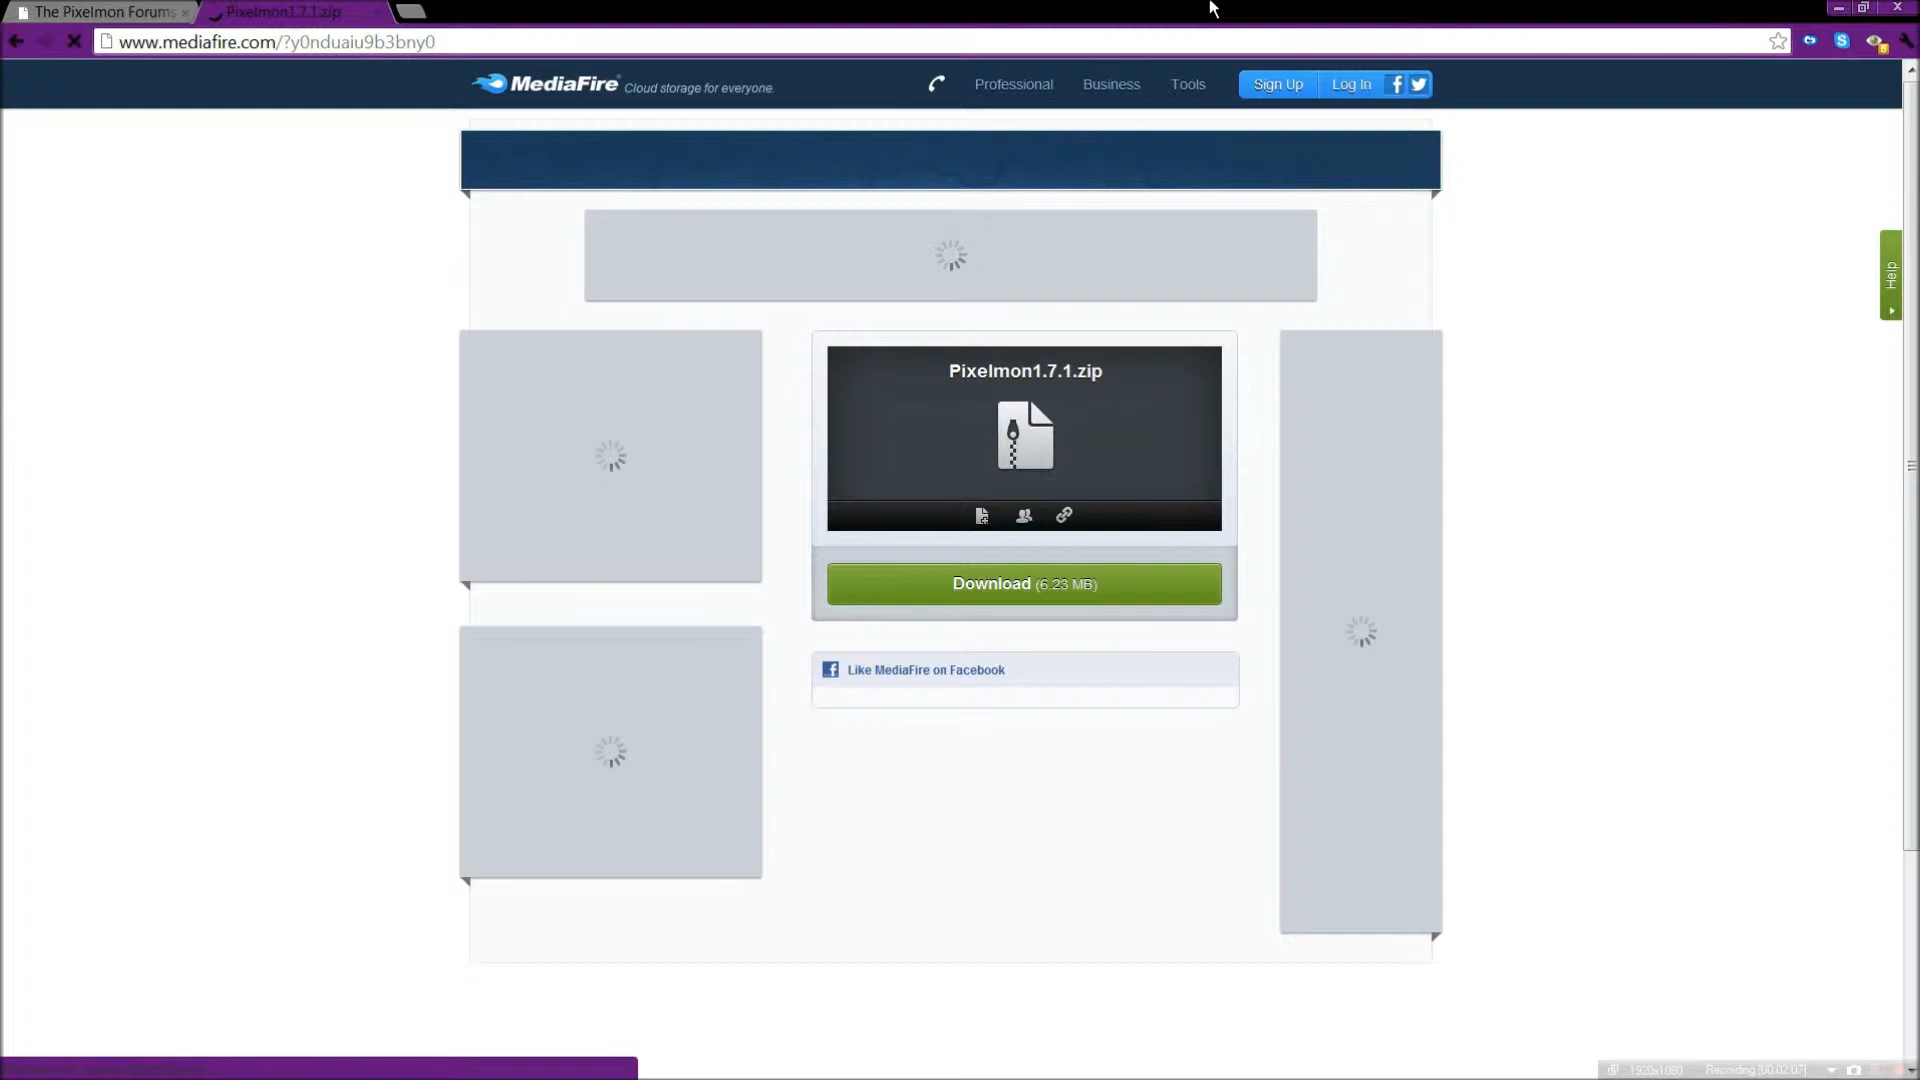 The Pixelmon Forums
Pixelmon1.7.1.zip
www.mediafire.com/?y0nduaiu9b3bny0
MediaFire Cloud storage for everyone.
Professional Business Tools Sign Up Log In
Help
Pixelmon1.7.1.zip
Download (6.23 MB)
Like MediaFire on Facebook
1920x1080